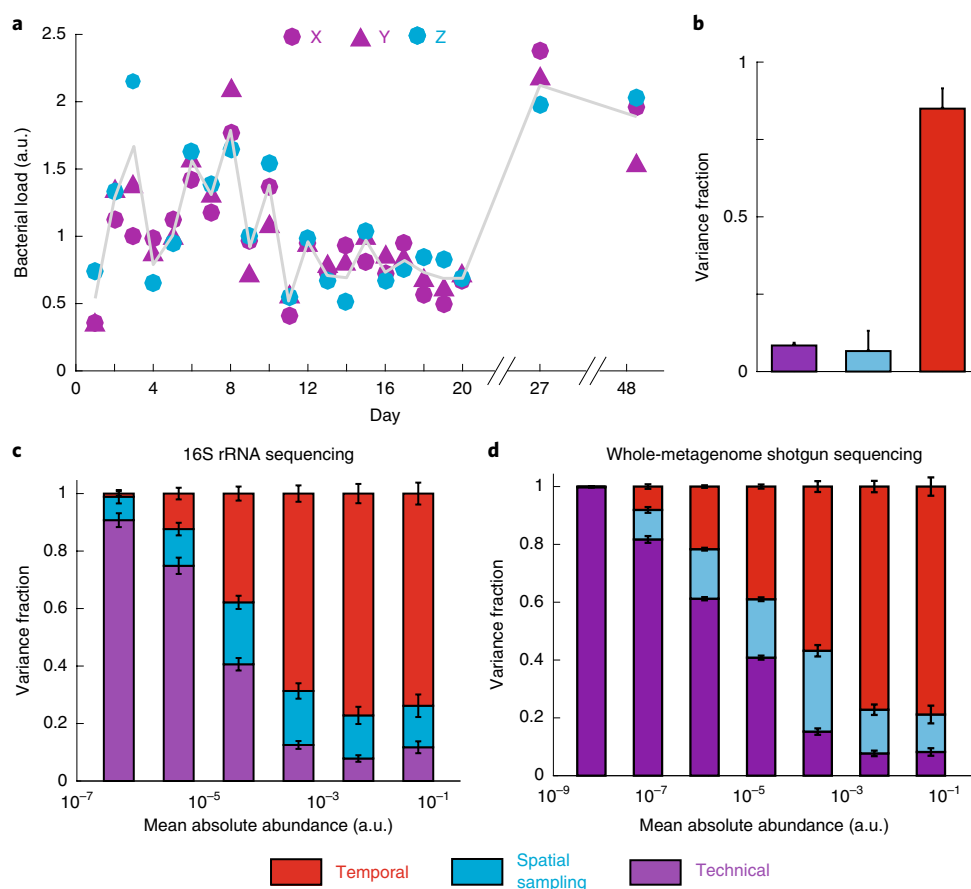 a
X Y Z
2.5
2
1.5
1
0.5
0
Bacterial load (a.u.)
0 4 8 12 16 20 27 48
Day
b
1
0.5
0
Variance fraction
c
16S rRNA sequencing
1
0.8
0.6
0.4
0.2
0
Variance fraction
10⁻⁷ 10⁻⁵ 10⁻³ 10⁻¹
Mean absolute abundance (a.u.)
d
Whole-metagenome shotgun sequencing
1.0
0.8
0.6
0.4
0.2
0
Variance fraction
10⁻⁹ 10⁻⁷ 10⁻⁵ 10⁻³ 10⁻¹
Mean absolute abundance (a.u.)
Temporal
Spatial
sampling
Technical